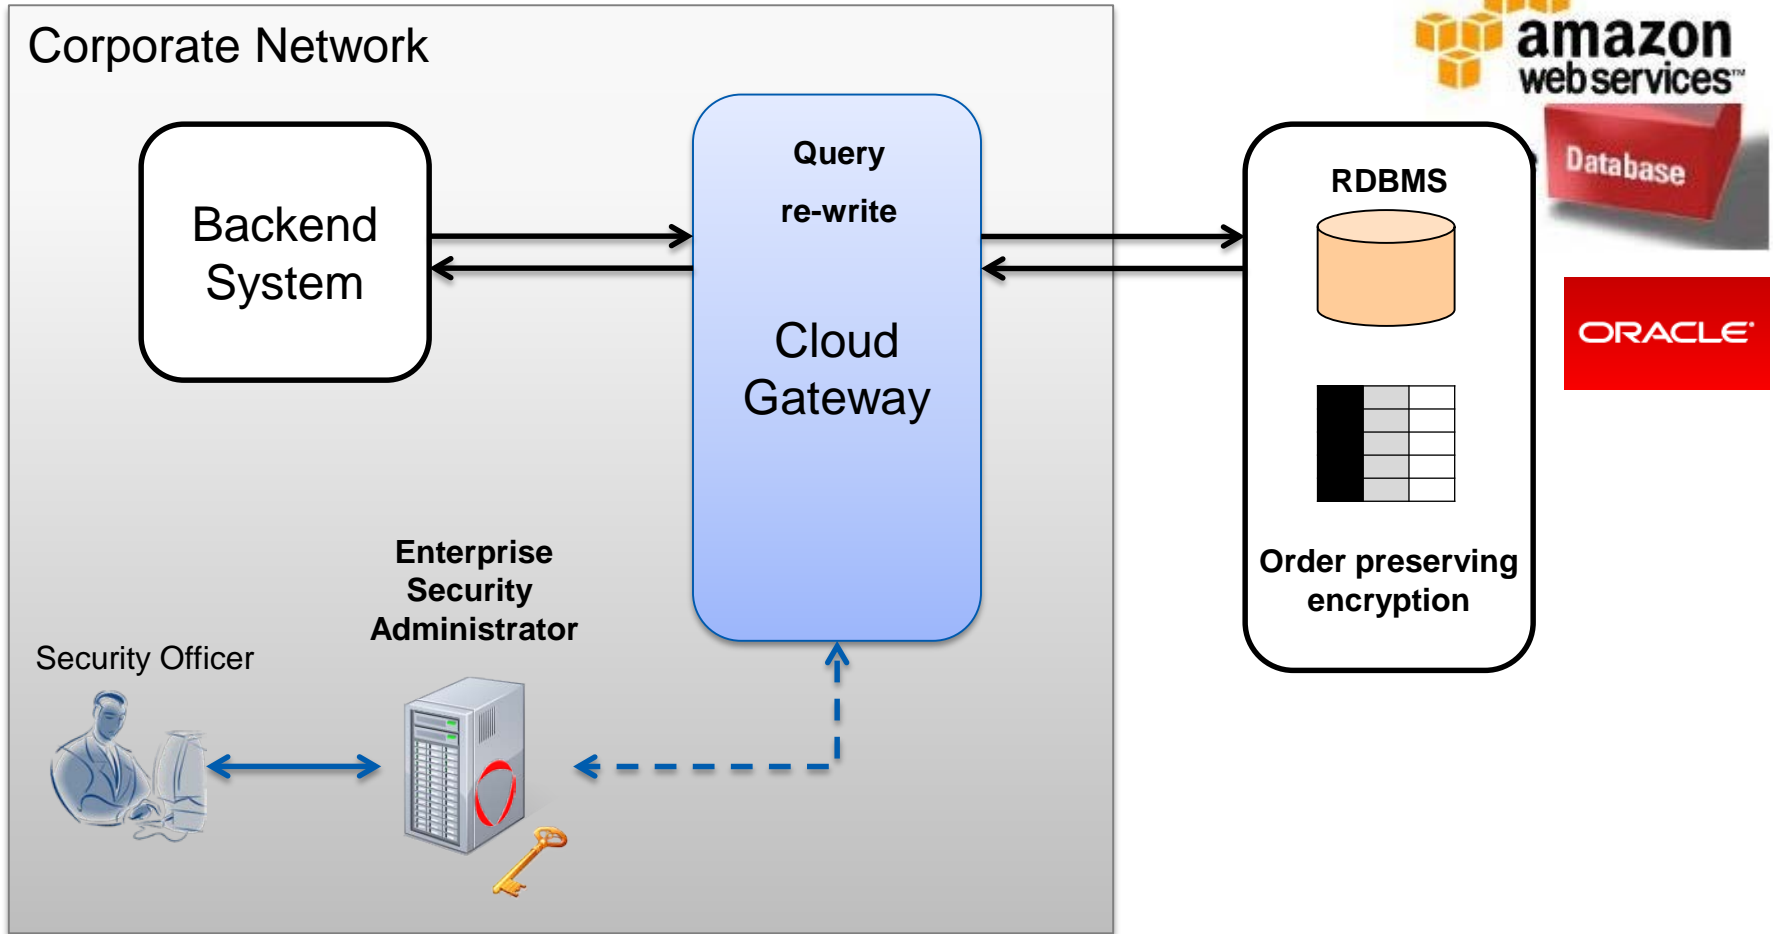 Corporate Network
amazon
webservices™
Backend
System
Query
re-write
Cloud
Gateway
RDBMS
Database
ORACLE®
Order preserving
encryption
Enterprise
Security
Administrator
Security Officer